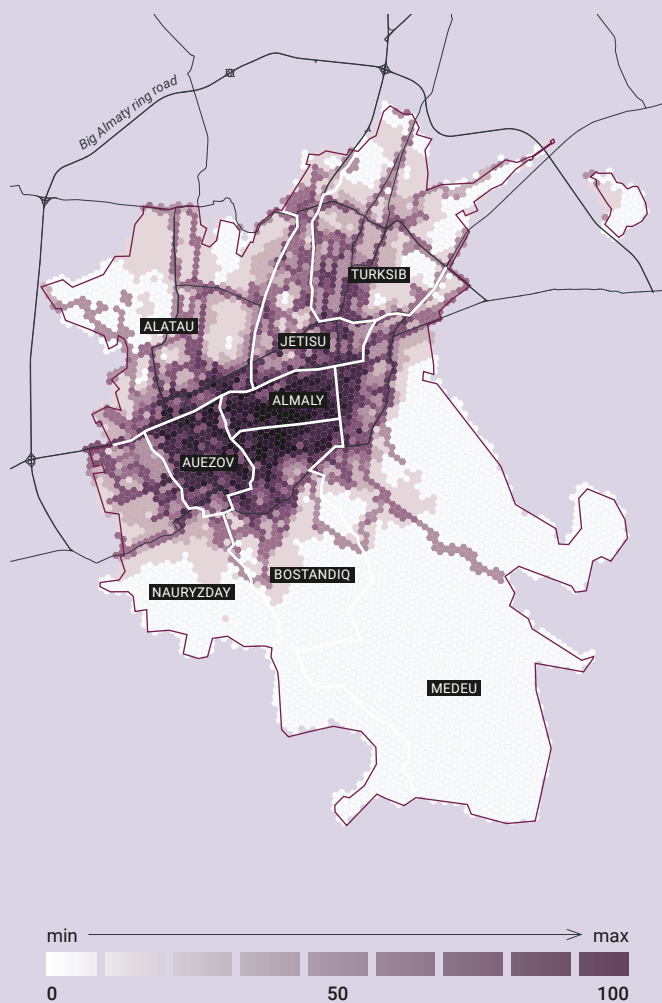 Big Almaty ring road
TURKSIB
ALATAU
JETISU
ALMALY
AUEZOV
BOSTANDIQ
NAURYZDAY
MEDEU
min max
0 50 100